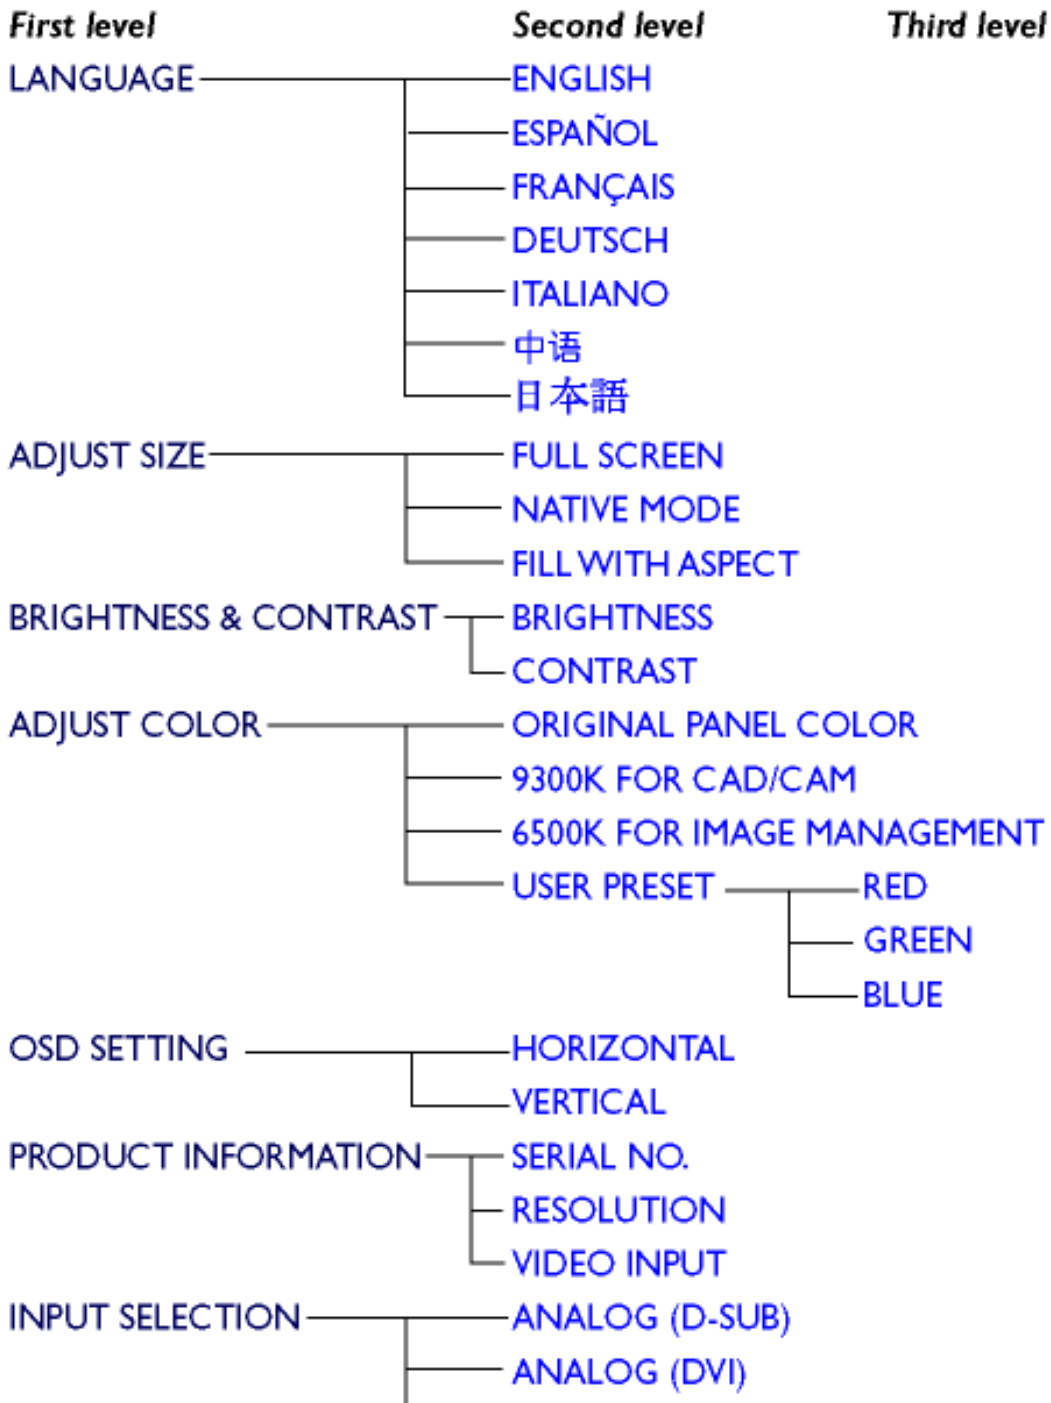 First level Second level Third level
LANGUAGE ENGLISH
ESPAÑOL
FRANÇAIS
DEUTSCH
ITALIANO
中语
日本語
ADJUST SIZE FULL SCREEN
NATIVE MODE
FILL WITH ASPECT
BRIGHTNESS & CONTRAST BRIGHTNESS
CONTRAST
ADJUST COLOR ORIGINAL PANEL COLOR
9300K FOR CAD/CAM
6500K FOR IMAGE MANAGEMENT
USER PRESET RED
GREEN
BLUE
OSD SETTING HORIZONTAL
VERTICAL
PRODUCT INFORMATION SERIAL NO.
RESOLUTION
VIDEO INPUT
INPUT SELECTION ANALOG (D-SUB)
ANALOG (DVI)